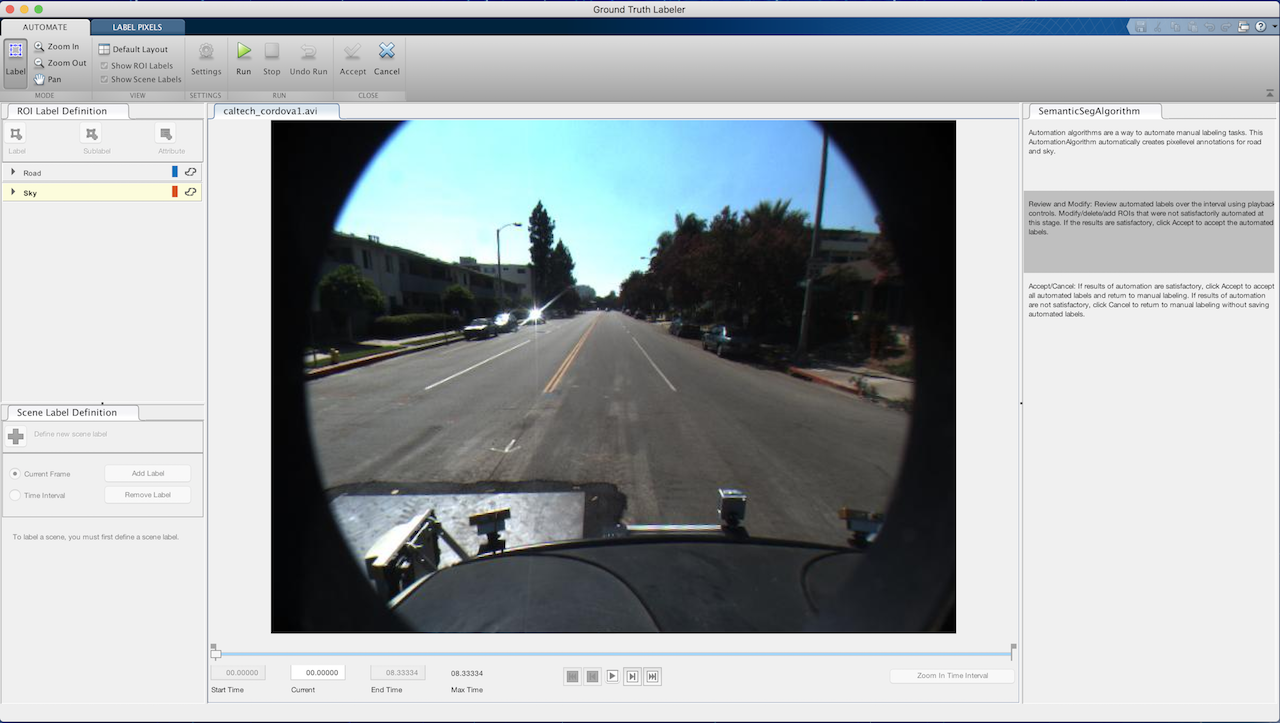 Ground Truth Labeler
AUTOMATE
LABEL PIXELS
Label
Zoom In
Zoom Out
Pan
Default Layout
Show ROI Labels
Show Scene Labels
Settings
Run
Stop
Undo Run
Accept
Cancel
MODE
VIEW
SETTINGS
RUN
CLOSE
ROI Label Definition
Label
Sublabel
Attribute
Road
Sky
Scene Label Definition
Define new scene label
Current Frame
Add Label
Time Interval
Remove Label
To label a scene, you must first define a scene label.
caltech_cordova1.avi
00.00000
00.00000
08.33334
08.33334
Start Time
Current
End Time
Max Time
Zoom In Time Interval
SemanticSegAlgorithm
Automation algorithms are a way to automate manual labeling tasks. This
AutomationAlgorithm automatically creates pixellevel annotations for road
and sky.
Review and Modify: Review automated labels over the interval using playback
controls. Modify/delete/add ROIs that were not satisfactorily automated at
this stage. If the results are satisfactory, click Accept to accept the automated
labels.
Accept/Cancel: If results of automation are satisfactory, click Accept to accept
all automated labels and return to manual labeling. If results of automation
are not satisfactory, click Cancel to return to manual labeling without saving
automated labels.